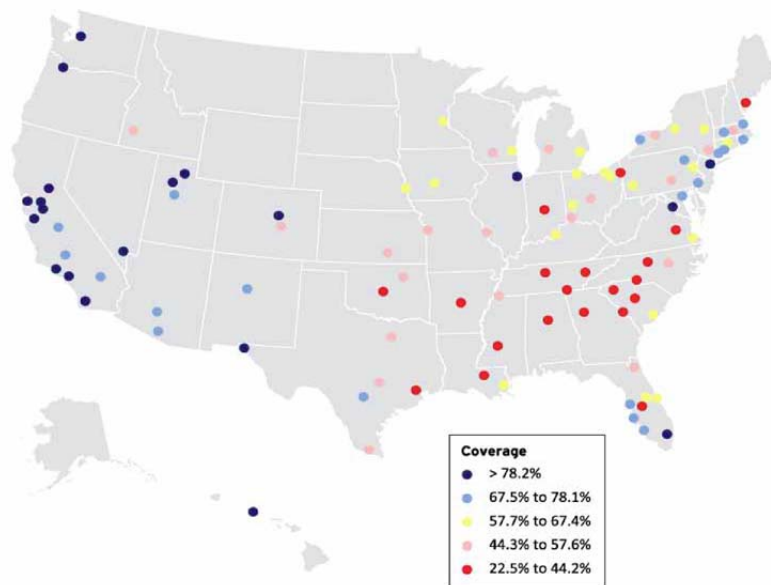 Coverage
> 78.2%
67.5% to 78.1%
57.7% to 67.4%
44.3% to 57.6%
22.5% to 44.2%